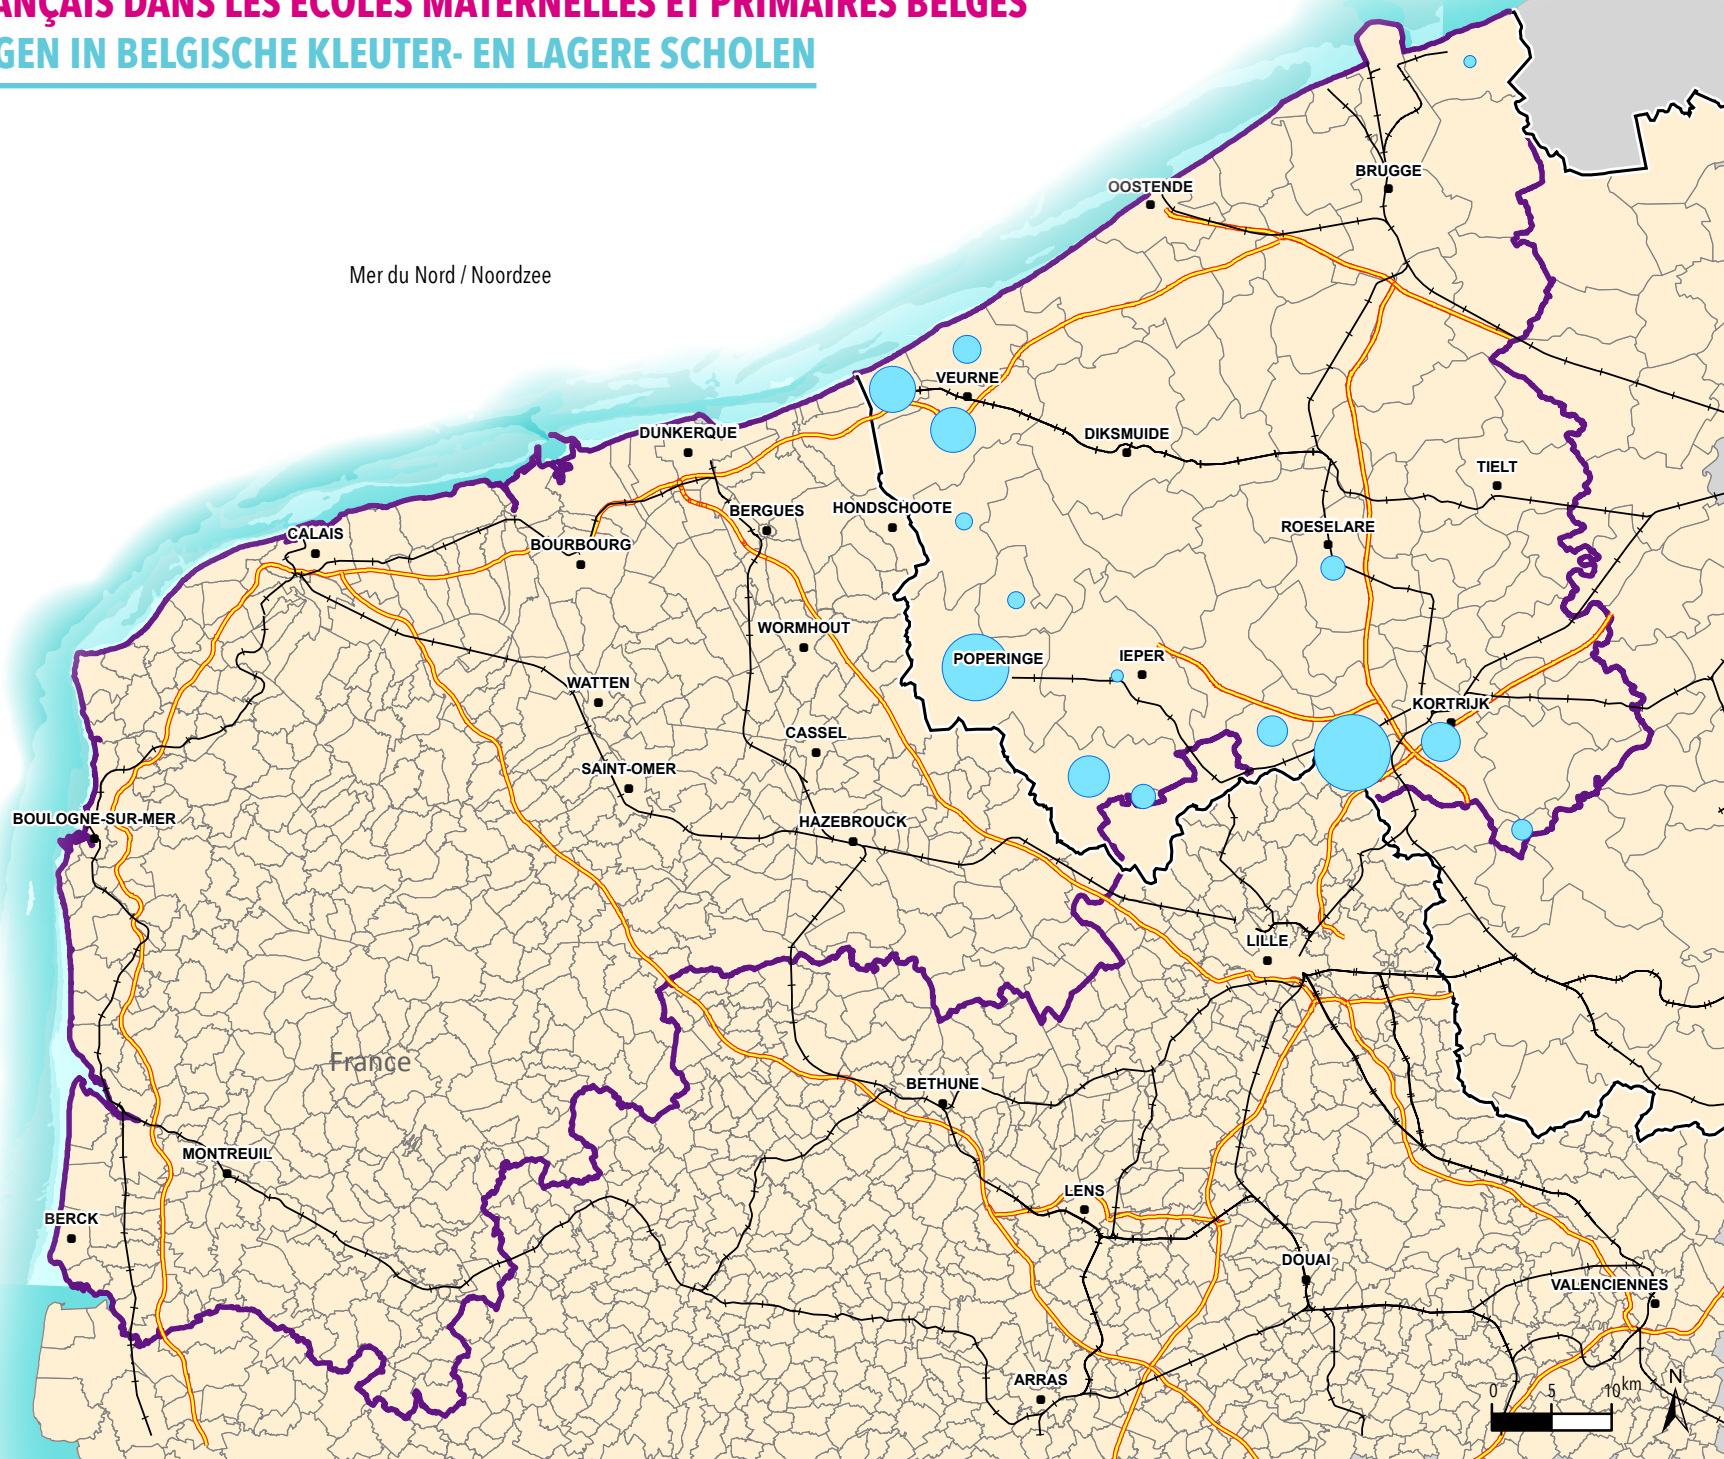 ANÇAIS DANS LES ÉCOLES MATERNELLES ET PRIMAIRES BELGES
GEN IN BELGISCHE KLEUTER- EN LAGERE SCHOLEN
BRUGGE
OOSTENDE
Mer du Nord / Noordzee
VEURNE
DUNKERQUE
DIKSMUIDE
TIELT
BERGUES
HONDSCHOOTE
CALAIS
ROESELARE
BOURBOURG
WORMHOUT
POPERINGE
IEPER
WATTEN
KORTRIJK
CASSEL
SAINT-OMER
BOULOGNE-SUR-MER
HAZEBROUCK
LILLE
France
BETHUNE
MONTREUIL
LENS
BERCK
DOUAI
VALENCIENNES
ARRAS
N
0 5 10 km